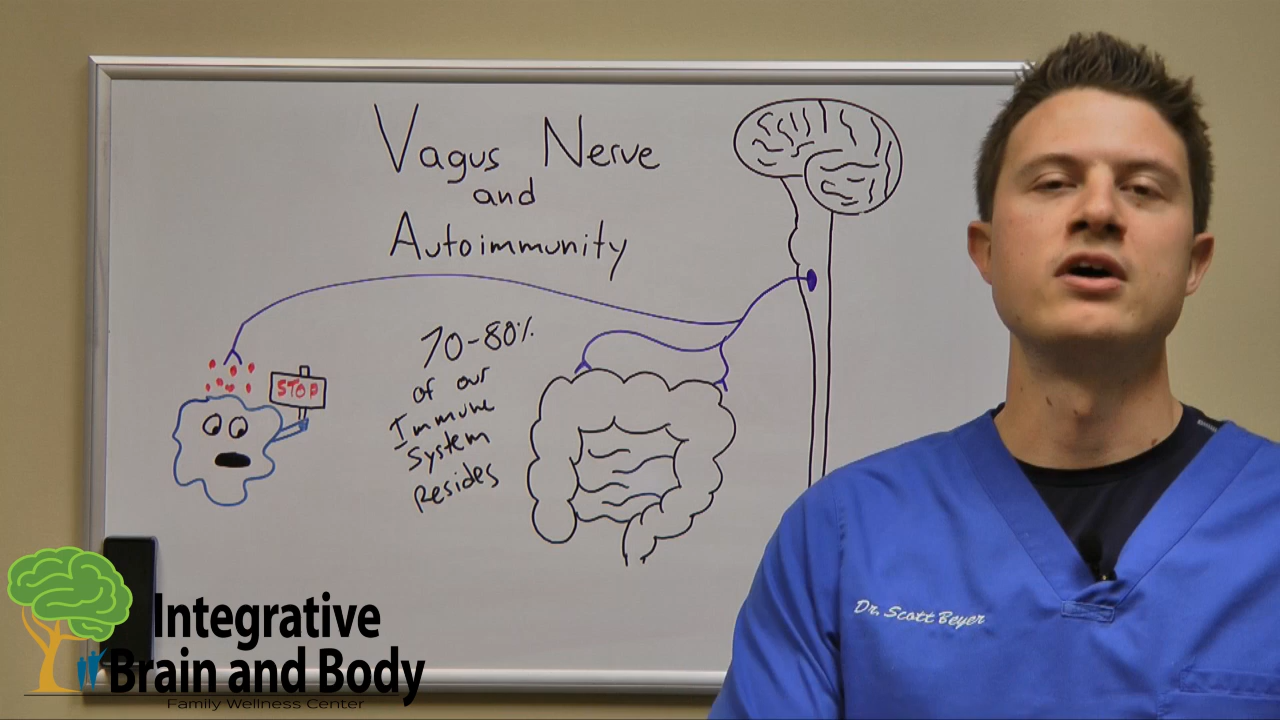 Vagus Nerve
and
Autoimmunity
70-80%
of our
Immune
System
Resides
STOP
Dr. Scott Beyer
Integrative
Brain and Body
Family Wellness Center